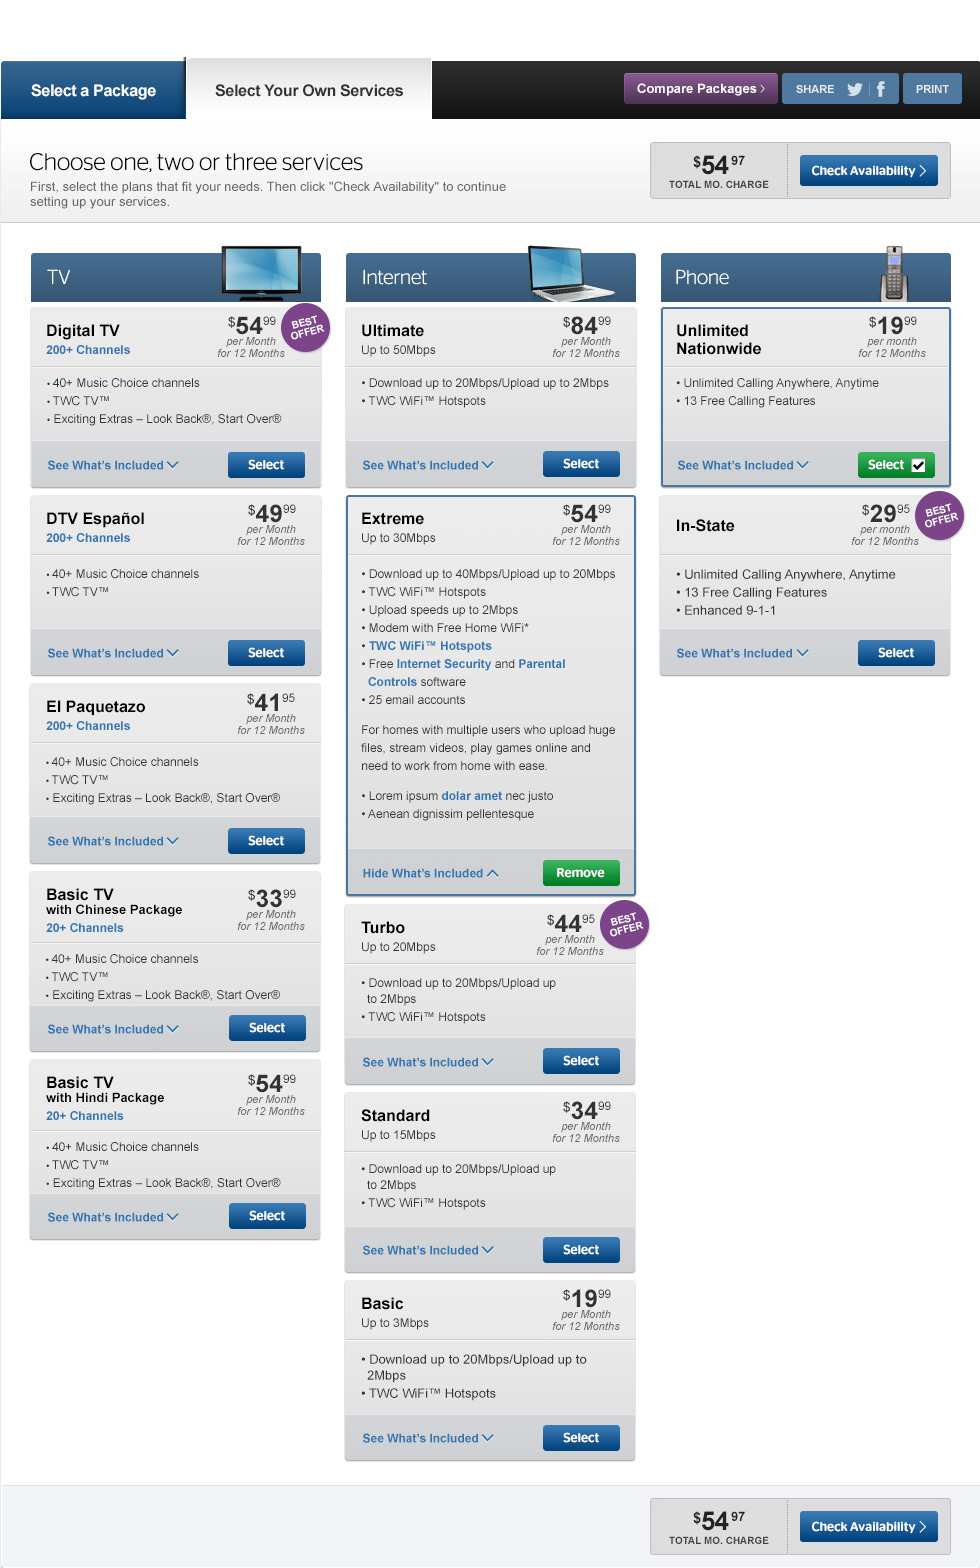 Select a Package
Select Your Own Services
Compare Packages >
SHARE
PRINT
Choose one, two or three services
First, select the plans that fit your needs. Then click "Check Availability" to continue
setting up your services.
$54 97
TOTAL MO. CHARGE
Check Availability >
TV
Digital TV
200+ Channels
$54 99
per Month
for 12 Months
BEST
OFFER
• 40+ Music Choice channels
• TWC TV™
• Exciting Extras – Look Back®, Start Over®
See What's Included
Select
DTV Español
200+ Channels
$49 99
per Month
for 12 Months
• 40+ Music Choice channels
• TWC TV™
See What's Included
Select
El Paquetazo
200+ Channels
$41 95
per Month
for 12 Months
• 40+ Music Choice channels
• TWC TV™
• Exciting Extras – Look Back®, Start Over®
See What's Included
Select
Basic TV
with Chinese Package
20+ Channels
$33 99
per Month
for 12 Months
• 40+ Music Choice channels
• TWC TV™
• Exciting Extras – Look Back®, Start Over®
See What's Included
Select
Basic TV
with Hindi Package
20+ Channels
$54 99
per Month
for 12 Months
• 40+ Music Choice channels
• TWC TV™
• Exciting Extras – Look Back®, Start Over®
See What's Included
Select
Internet
Ultimate
Up to 50Mbps
$84 99
per Month
for 12 Months
• Download up to 20Mbps/Upload up to 2Mbps
• TWC WiFi™ Hotspots
See What's Included
Select
Extreme
Up to 30Mbps
$54 99
per Month
for 12 Months
• Download up to 40Mbps/Upload up to 20Mbps
• TWC WiFi™ Hotspots
• Upload speeds up to 2Mbps
• Modem with Free Home WiFi*
• TWC WiFi™ Hotspots
• Free Internet Security and Parental
Controls software
• 25 email accounts
For homes with multiple users who upload huge
files, stream videos, play games online and
need to work from home with ease.
• Lorem ipsum dolar amet nec justo
• Aenean dignissim pellentesque
Hide What's Included
Remove
Turbo
Up to 20Mbps
$44 95
per Month
for 12 Months
BEST
OFFER
• Download up to 20Mbps/Upload up
to 2Mbps
• TWC WiFi™ Hotspots
See What's Included
Select
Standard
Up to 15Mbps
$34 99
per Month
for 12 Months
• Download up to 20Mbps/Upload up
to 2Mbps
• TWC WiFi™ Hotspots
See What's Included
Select
Basic
Up to 3Mbps
$19 99
per Month
for 12 Months
• Download up to 20Mbps/Upload up to
2Mbps
• TWC WiFi™ Hotspots
See What's Included
Select
Phone
Unlimited
Nationwide
$19 99
per month
for 12 Months
• Unlimited Calling Anywhere, Anytime
• 13 Free Calling Features
See What's Included
Select
In-State
$29 95
per month
for 12 Months
BEST
OFFER
• Unlimited Calling Anywhere, Anytime
• 13 Free Calling Features
• Enhanced 9-1-1
See What's Included
Select
$54 97
TOTAL MO. CHARGE
Check Availability >